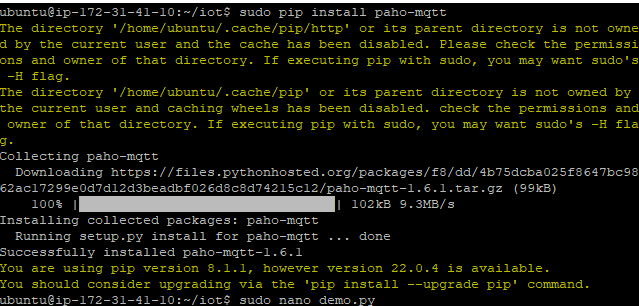 ubuntu@ip-172-31-41-10:~/iot$ sudo pip install paho-mqtt
The directory '/home/ubuntu/.cache/pip/http' or its parent directory is not owne
d by the current user and the cache has been disabled. Please check the permissi
ons and owner of that directory. If executing pip with sudo, you may want sudo's
 -H flag.
The directory '/home/ubuntu/.cache/pip' or its parent directory is not owned by
the current user and caching wheels has been disabled. check the permissions and
 owner of that directory. If executing pip with sudo, you may want sudo's -H fla
g.
Collecting paho-mqtt
  Downloading https://files.pythonhosted.org/packages/f8/dd/4b75dcba025f8647bc98
62ac17299e0d7d12d3beadbf026d8c8d74215c12/paho-mqtt-1.6.1.tar.gz (99kB)
    100% |████████████████████████████████| 102kB 9.3MB/s
Installing collected packages: paho-mqtt
  Running setup.py install for paho-mqtt ... done
Successfully installed paho-mqtt-1.6.1
You are using pip version 8.1.1, however version 22.0.4 is available.
You should consider upgrading via the 'pip install --upgrade pip' command.
ubuntu@ip-172-31-41-10:~/iot$ sudo nano demo.py